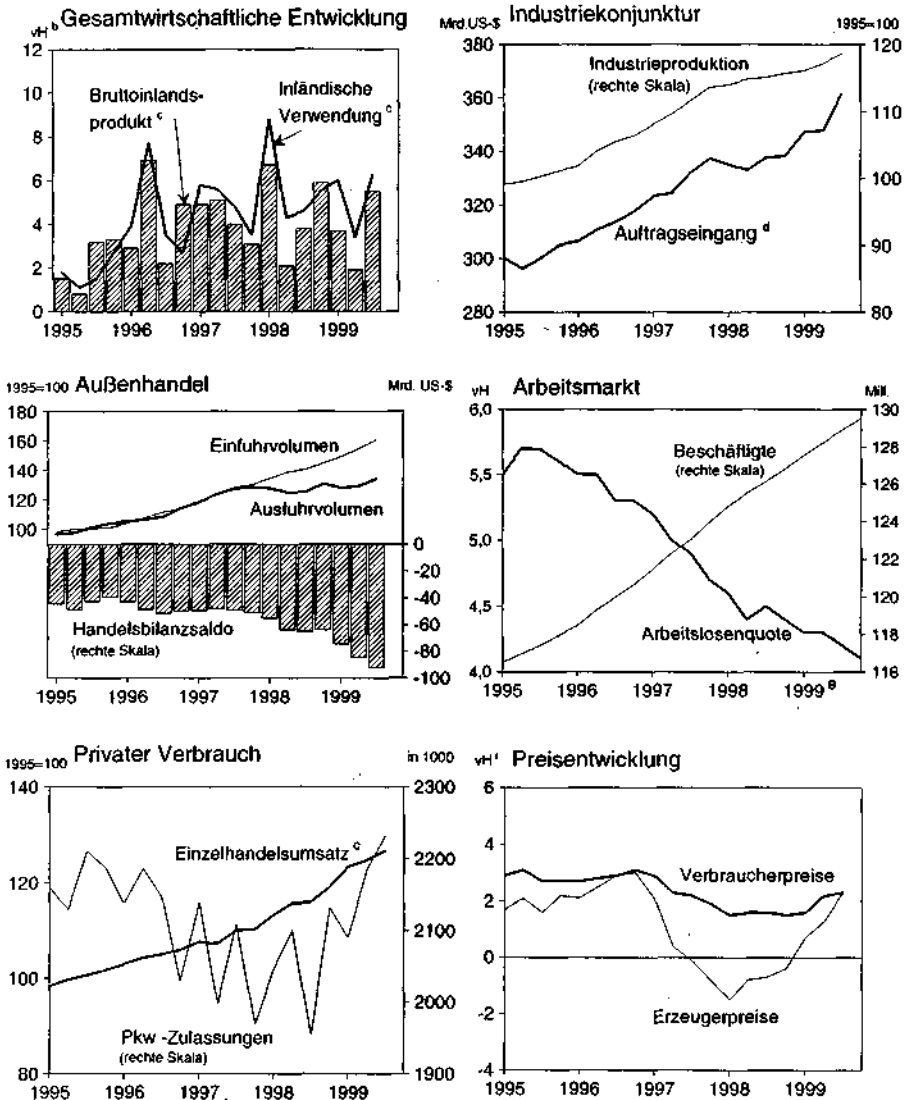 Gesamtwirtschaftliche Entwicklung
vH b
12
10
8
6
4
2
0
Bruttoinlands-
produkt c
Inländische
Verwendung c
1995 1996 1997 1998 1999
Industriekonjunktur
Mrd.US-$ 1995=100
380
360
340
320
300
280
120
110
100
90
80
Industrieproduktion
(rechte Skala)
Auftragseingang d
1995 1996 1997 1998 1999
1995=100 Außenhandel Mrd. US-$
180
160
140
120
100
0
-20
-40
-60
-80
-100
Einfuhrvolumen
Ausfuhrvolumen
Handelsbilanzsaldo
(rechte Skala)
1995 1996 1997 1998 1999
vH Arbeitsmarkt Mill.
6,0
5,5
5,0
4,5
4,0
130
128
126
124
122
120
118
116
Beschäftigte
(rechte Skala)
Arbeitslosenquote
1995 1996 1997 1998 1999 e
1995=100 Privater Verbrauch in 1000
140
120
100
80
2300
2200
2100
2000
1900
Einzelhandelsumsatz c
Pkw -Zulassungen
(rechte Skala)
1995 1996 1997 1998 1999
vH f Preisentwicklung
6
4
2
0
-2
-4
Verbraucherpreise
Erzeugerpreise
1995 1996 1997 1998 1999